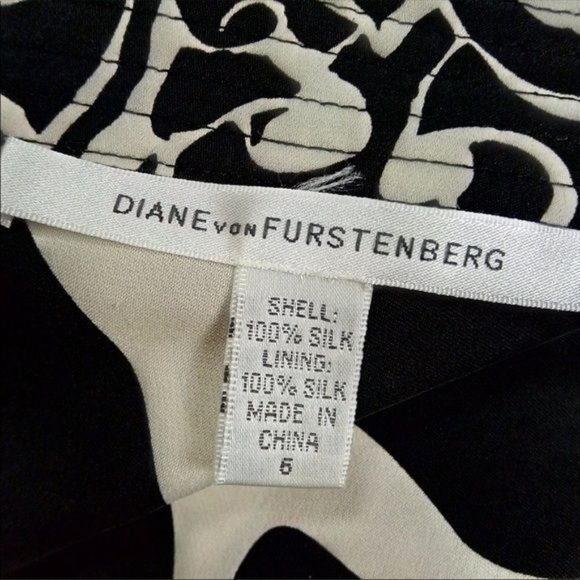 DIANE VON FURSTENBERG
SHELL:
100% SILK
LINING:
100% SILK
MADE IN
CHINA
6